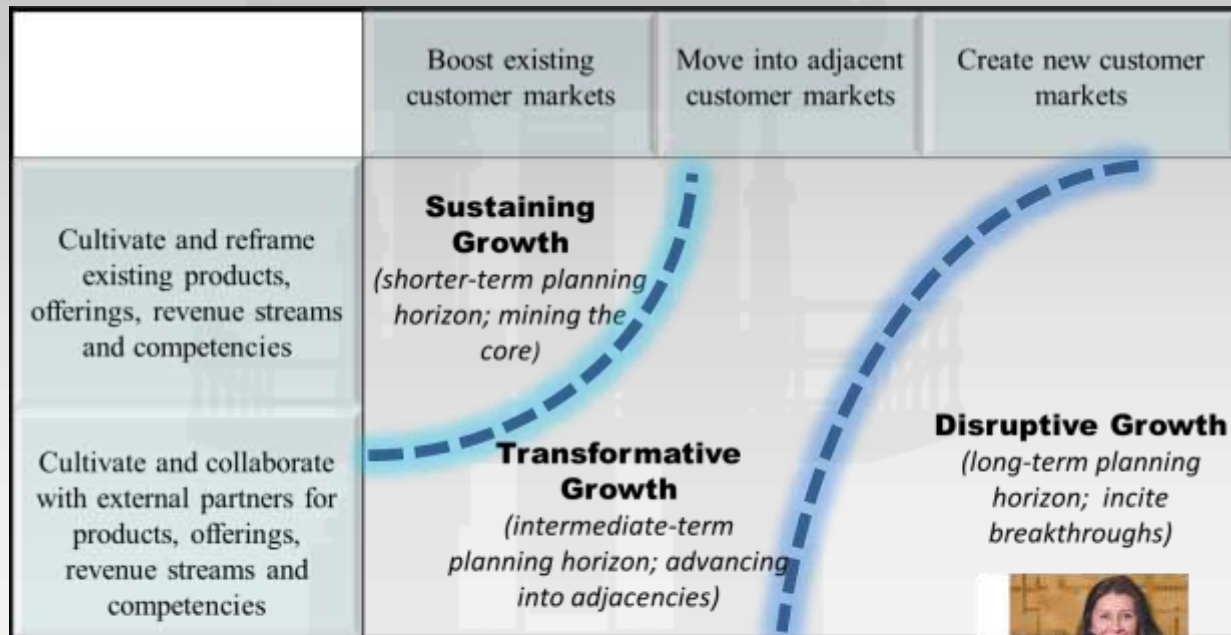 Boost existing
customer markets
Move into adjacent
customer markets
Create new customer
markets
Cultivate and reframe
existing products,
offerings, revenue streams
and competencies
Sustaining
Growth
(shorter-term planning
horizon; mining the
core)
Cultivate and collaborate
with external partners for
products, offerings,
revenue streams and
competencies
Transformative
Growth
(intermediate-term
planning horizon; advancing
into adjacencies)
Disruptive Growth
(long-term planning
horizon; incite
breakthroughs)